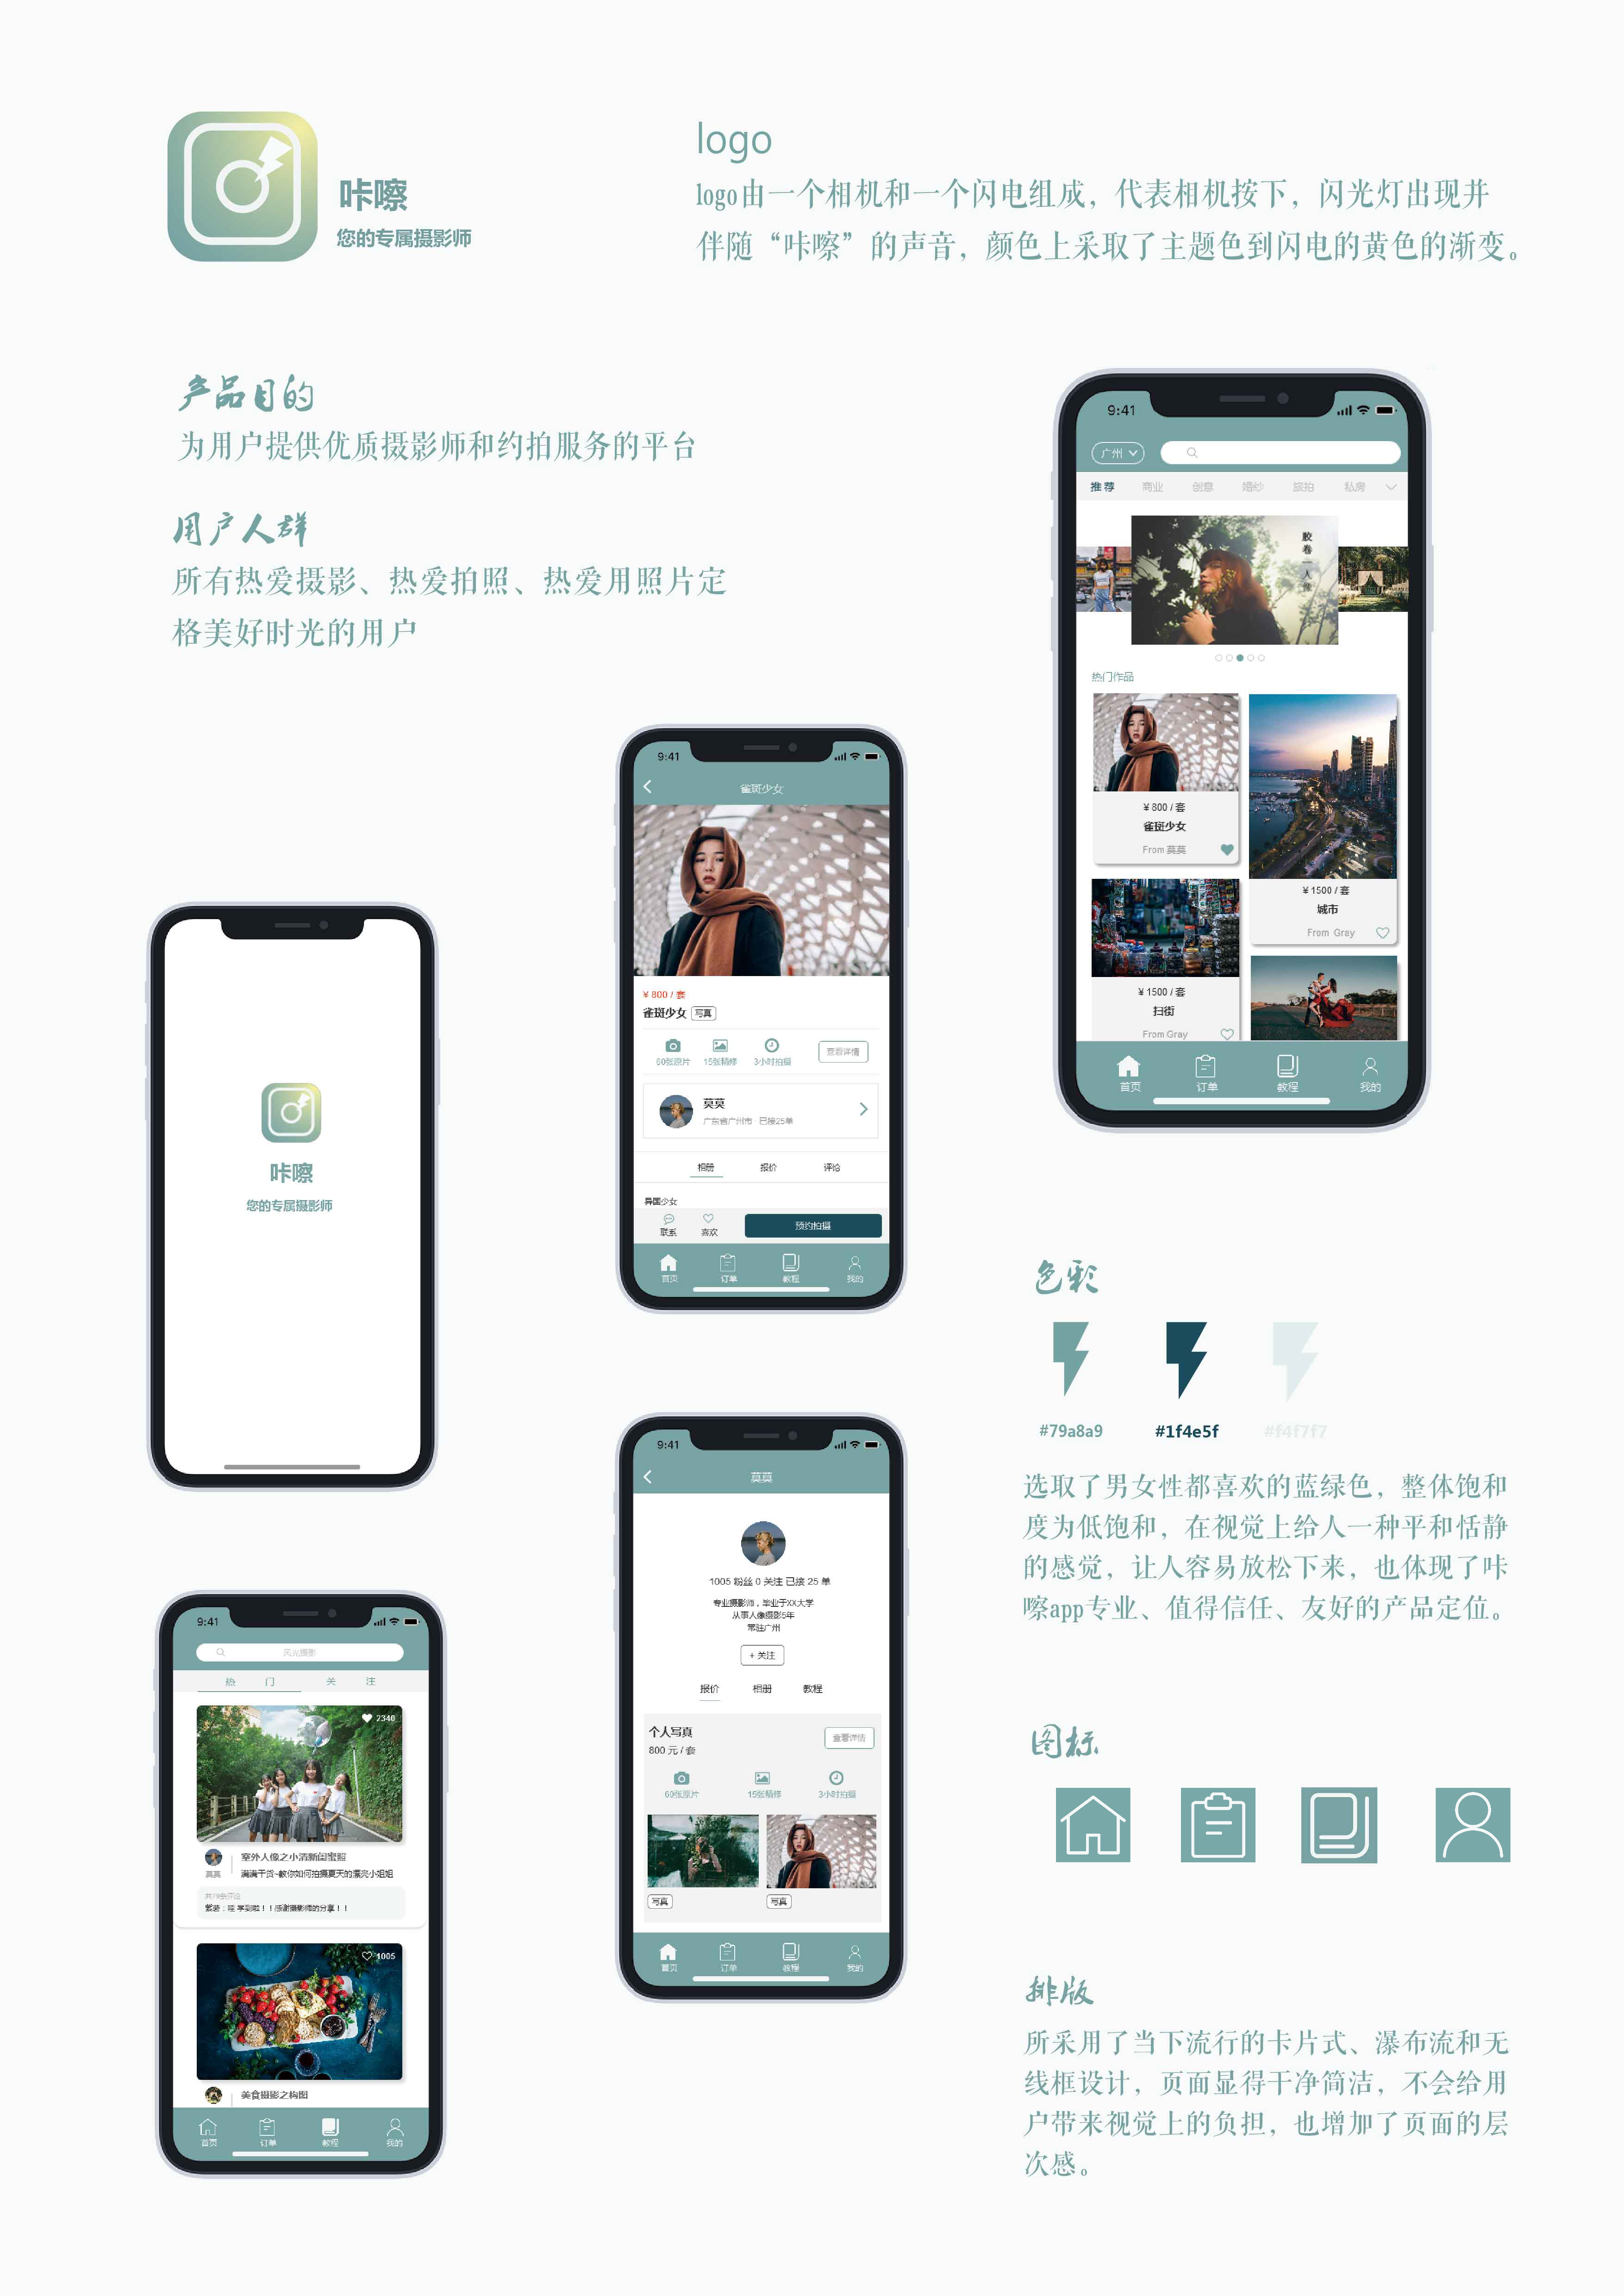 咔嚓
您的专属摄影师
logo
logo由一个相机和一个闪电组成，代表相机按下，闪光灯出现并
伴随“咔嚓”的声音，颜色上采取了主题色到闪电的黄色的渐变。
产品目的
为用户提供优质摄影师和约拍服务的平台
用户人群
所有热爱摄影、热爱拍照、热爱用照片定
格美好时光的用户
9:41
广州
推荐 商业 创意 婚纱 旅拍 私房
胶卷一人像
热门作品
¥ 800 / 套
雀斑少女
From 莫莫
¥ 1500 / 套
城市
From Gray
¥ 1500 / 套
扫街
From Gray
首页 订单 教程 我的
9:41
雀斑少女
¥ 800 / 套
雀斑少女 写真
60张原片 15张精修 3小时拍摄 查看详情
莫莫
广东省广州市 已接25单
相册 报价 评论
异国少女
联系 喜欢 预约拍摄
首页 订单 教程 我的
咔嚓
您的专属摄影师
色彩
#79a8a9 #1f4e5f #f4f7f7
选取了男女性都喜欢的蓝绿色，整体饱和
度为低饱和，在视觉上给人一种平和恬静
的感觉，让人容易放松下来，也体现了咔
嚓app专业、值得信任、友好的产品定位。
9:41
莫莫
1005 粉丝 0 关注 已接 25 单
专业摄影师，毕业于XX大学
从事人像摄影5年
常驻广州
+ 关注
报价 相册 教程
个人写真
800 元 / 套
查看详情
60张原片 15张精修 3小时拍摄
写真 写真
首页 订单 教程 我的
9:41
风光摄影
热门 关注
2340
室外人像之小清新闺蜜照
莫莫
满满干货~教你如何拍摄夏天的漂亮小姐姐
共79条评论
学到啦！！感谢摄影师的分享！！
1005
美食摄影之构图
首页 订单 教程 我的
图标
排版
所采用了当下流行的卡片式、瀑布流和无
线框设计，页面显得干净简洁，不会给用
户带来视觉上的负担，也增加了页面的层
次感。